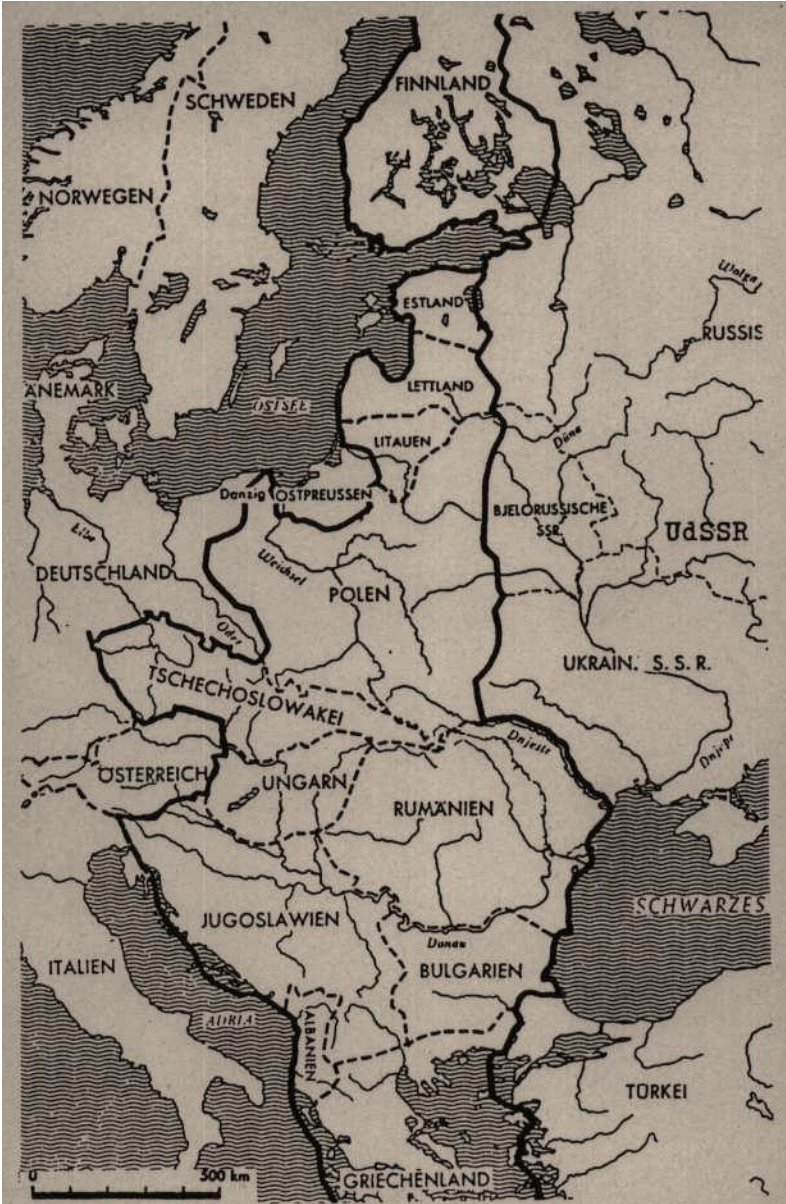 FINNLAND
SCHWEDEN
NORWEGEN
Wolga
ESTLAND
RUSSIS
ÄNEMARK
LETTLAND
OSTSEE
LITAUEN
Düna
Danzig
OSTPREUSSEN
BJELORUSSISCHE
SSR
UdSSR
Elbe
Weichsel
DEUTSCHLAND
POLEN
Oder
UKRAIN. S. S. R.
TSCHECHOSLOWAKEI
Dnjestr
Dnjepr
ÖSTERREICH
UNGARN
RUMÄNIEN
SCHWARZES
JUGOSLAWIEN
Donau
ITALIEN
BULGARIEN
ADRIA
ALBANIEN
TÜRKEI
0 500 km
GRIECHENLAND